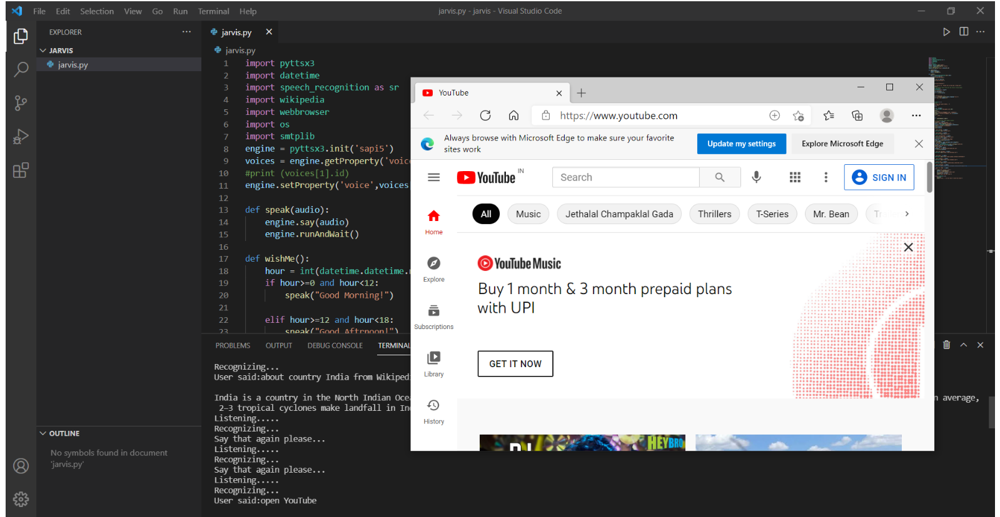 File Edit Selection View Go Run Terminal Help
jarvis.py - jarvis - Visual Studio Code
EXPLORER
JARVIS
jarvis.py
OUTLINE
No symbols found in document
'jarvis.py'
jarvis.py
jarvis.py
1 import pyttsx3
2 import datetime
3 import speech_recognition as sr
4 import wikipedia
5 import webbrowser
6 import os
7 import smtplib
8 engine = pyttsx3.init('sapi5')
9 voices = engine.getProperty('voice
10 #print (voices[1].id)
11 engine.setProperty('voice',voices
12
13 def speak(audio):
14 engine.say(audio)
15 engine.runAndWait()
16
17 def wishMe():
18 hour = int(datetime.datetime.
19 if hour>=0 and hour<12:
20 speak("Good Morning!")
21
22 elif hour>=12 and hour<18:
23 speak("Good Aftrnoon!")
PROBLEMS OUTPUT DEBUG CONSOLE TERMINAL
Recognizing...
User said:about country India from Wikiped
India is a country in the North Indian Ocea
n average,
2-3 tropical cyclones make landfall in In
Listening.....
Recognizing...
Say that again please...
Listening.....
Recognizing...
Say that again please...
Listening.....
Recognizing...
User said:open YouTube
YouTube
https://www.youtube.com
Always browse with Microsoft Edge to make sure your favorite
sites work
Update my settings
Explore Microsoft Edge
YouTube IN
Search
SIGN IN
All Music Jethalal Champaklal Gada Thrillers T-Series Mr. Bean
Home
Explore
Subscriptions
Library
History
YouTube Music
Buy 1 month & 3 month prepaid plans
with UPI
GET IT NOW
HEYBRO